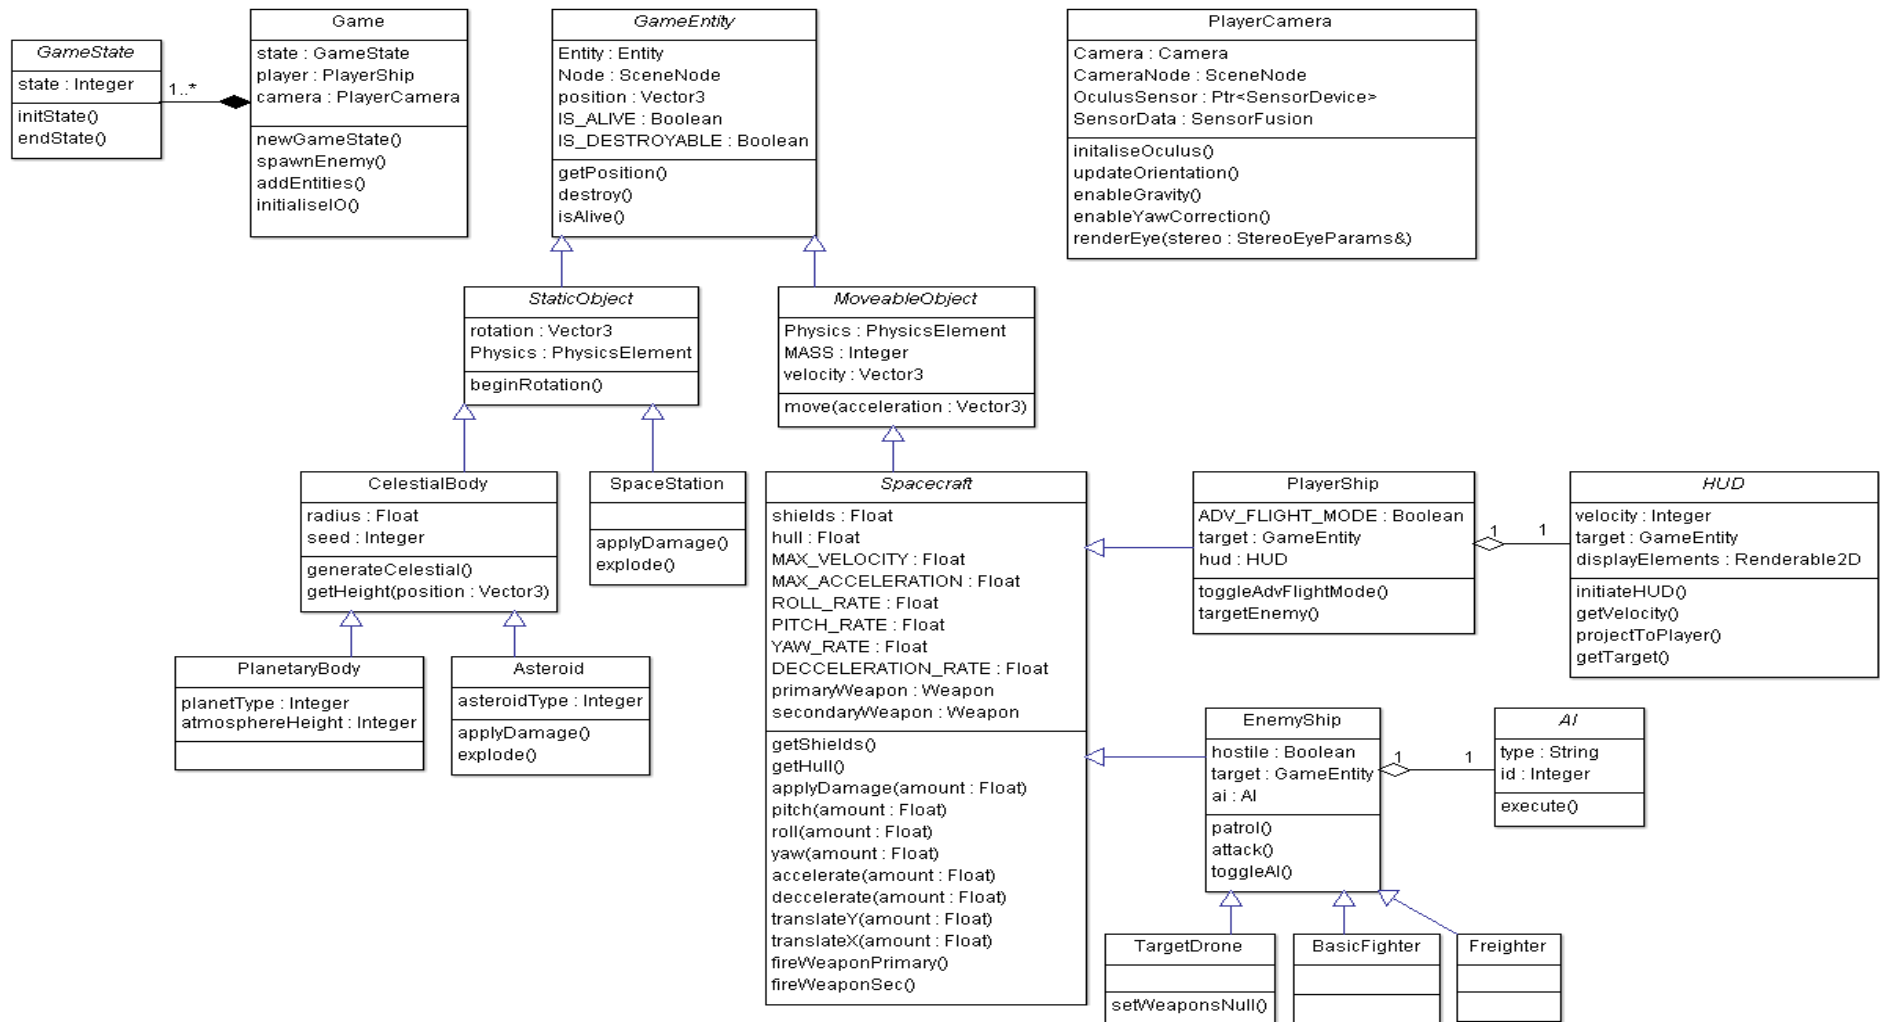 GameState
state : Integer
initState()
endState()
1..*
Game
state : GameState
player : PlayerShip
camera : PlayerCamera
newGameState()
spawnEnemy()
addEntities()
initialiseIO()
GameEntity
Entity : Entity
Node : SceneNode
position : Vector3
IS_ALIVE : Boolean
IS_DESTROYABLE : Boolean
getPosition()
destroy()
isAlive()
PlayerCamera
Camera : Camera
CameraNode : SceneNode
OculusSensor : Ptr<SensorDevice>
SensorData : SensorFusion
initaliseOculus()
updateOrientation()
enableGravity()
enableYawCorrection()
renderEye(stereo : StereoEyeParams&)
StaticObject
rotation : Vector3
Physics : PhysicsElement
beginRotation()
MoveableObject
Physics : PhysicsElement
MASS : Integer
velocity : Vector3
move(acceleration : Vector3)
CelestialBody
radius : Float
seed : Integer
generateCelestial()
getHeight(position : Vector3)
SpaceStation
applyDamage()
explode()
Spacecraft
shields : Float
hull : Float
MAX_VELOCITY : Float
MAX_ACCELERATION : Float
ROLL_RATE : Float
PITCH_RATE : Float
YAW_RATE : Float
DECCELERATION_RATE : Float
primaryWeapon : Weapon
secondaryWeapon : Weapon
getShields()
getHull()
applyDamage(amount : Float)
pitch(amount : Float)
roll(amount : Float)
yaw(amount : Float)
accelerate(amount : Float)
deccelerate(amount : Float)
translateY(amount : Float)
translateX(amount : Float)
fireWeaponPrimary()
fireWeaponSec()
PlayerShip
ADV_FLIGHT_MODE : Boolean
target : GameEntity
hud : HUD
toggleAdvFlightMode()
targetEnemy()
1
1
HUD
velocity : Integer
target : GameEntity
displayElements : Renderable2D
initiateHUD()
getVelocity()
projectToPlayer()
getTarget()
PlanetaryBody
planetType : Integer
atmosphereHeight : Integer
Asteroid
asteroidType : Integer
applyDamage()
explode()
EnemyShip
hostile : Boolean
target : GameEntity
ai : AI
patrol()
attack()
toggleAI()
1
1
AI
type : String
id : Integer
execute()
TargetDrone
setWeaponsNull()
BasicFighter
Freighter